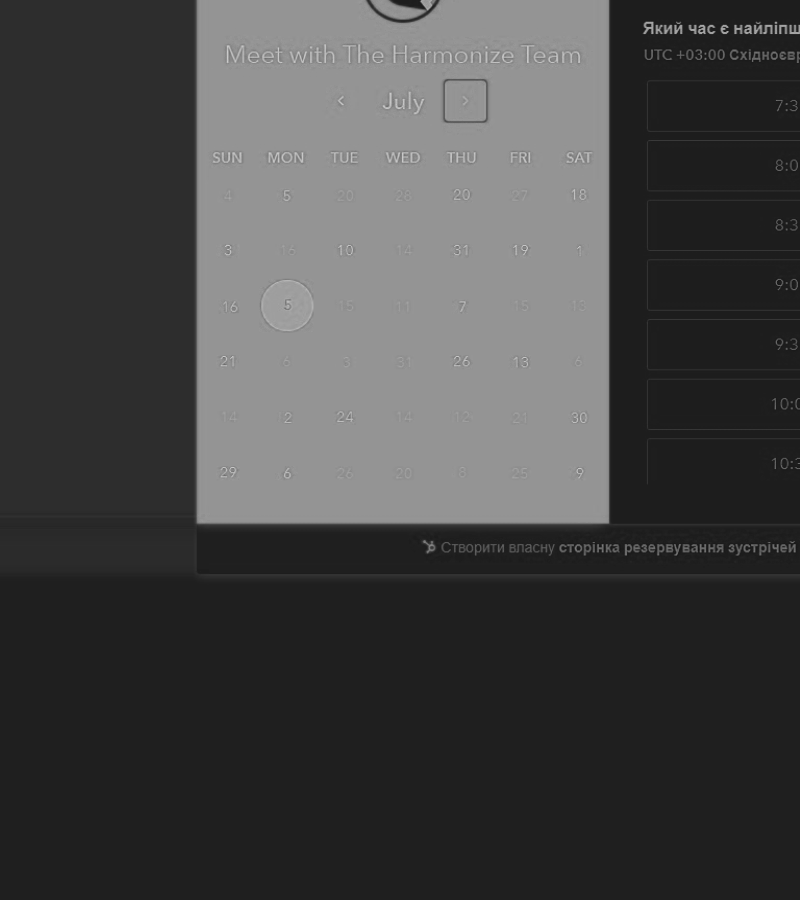 Meet with The Harmonize Team
July
SUN MON TUE WED THU FRI SAT
4 5 20 28 20 27 18
3 16 10 14 31 19 1
16 5 15 11 7 15 13
21 6 3 31 26 13 6
14 2 24 14 12 21 30
29 6 26 20 8 25 9
Який час є найліпш
UTC +03:00 Східноєвр
7:3
8:0
8:3
9:0
9:3
10:0
10:3
Створити власну сторінка резервування зустрічей